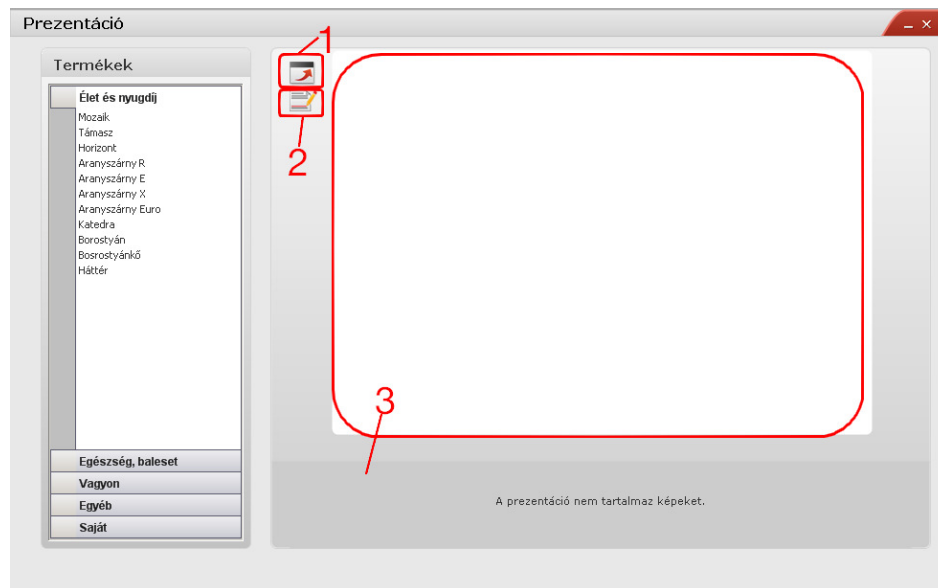 Prezentáció
1
Termékek
Élet és nyugdíj
Mozaik
Támasz
Horizont
Aranyszárny R
Aranyszárny E
Aranyszárny X
Aranyszárny Euro
Katedra
Borostyán
Bosrostyánkő
Háttér
2
3
Egészség, baleset
Vagyon
Egyéb
Saját
A prezentáció nem tartalmaz képeket.